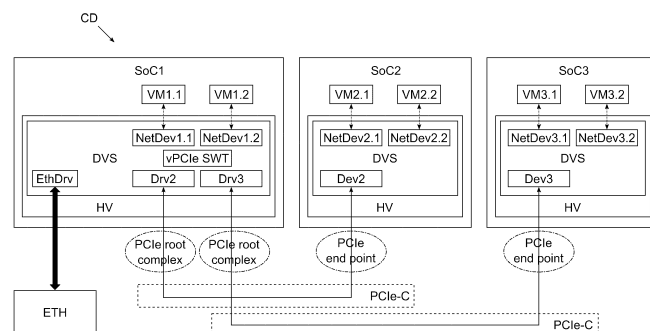 CD
SoC1
SoC2
SoC3
VM1.1
VM1.2
VM2.1
VM2.2
VM3.1
VM3.2
NetDev1.1
NetDev1.2
NetDev2.1
NetDev2.2
NetDev3.1
NetDev3.2
DVS
vPCIe SWT
DVS
DVS
EthDrv
Drv2
Drv3
Dev2
Dev3
HV
HV
HV
PCIe root
complex
PCIe root
complex
PCIe
end point
PCIe
end point
ETH
PCIe-C
PCIe-C